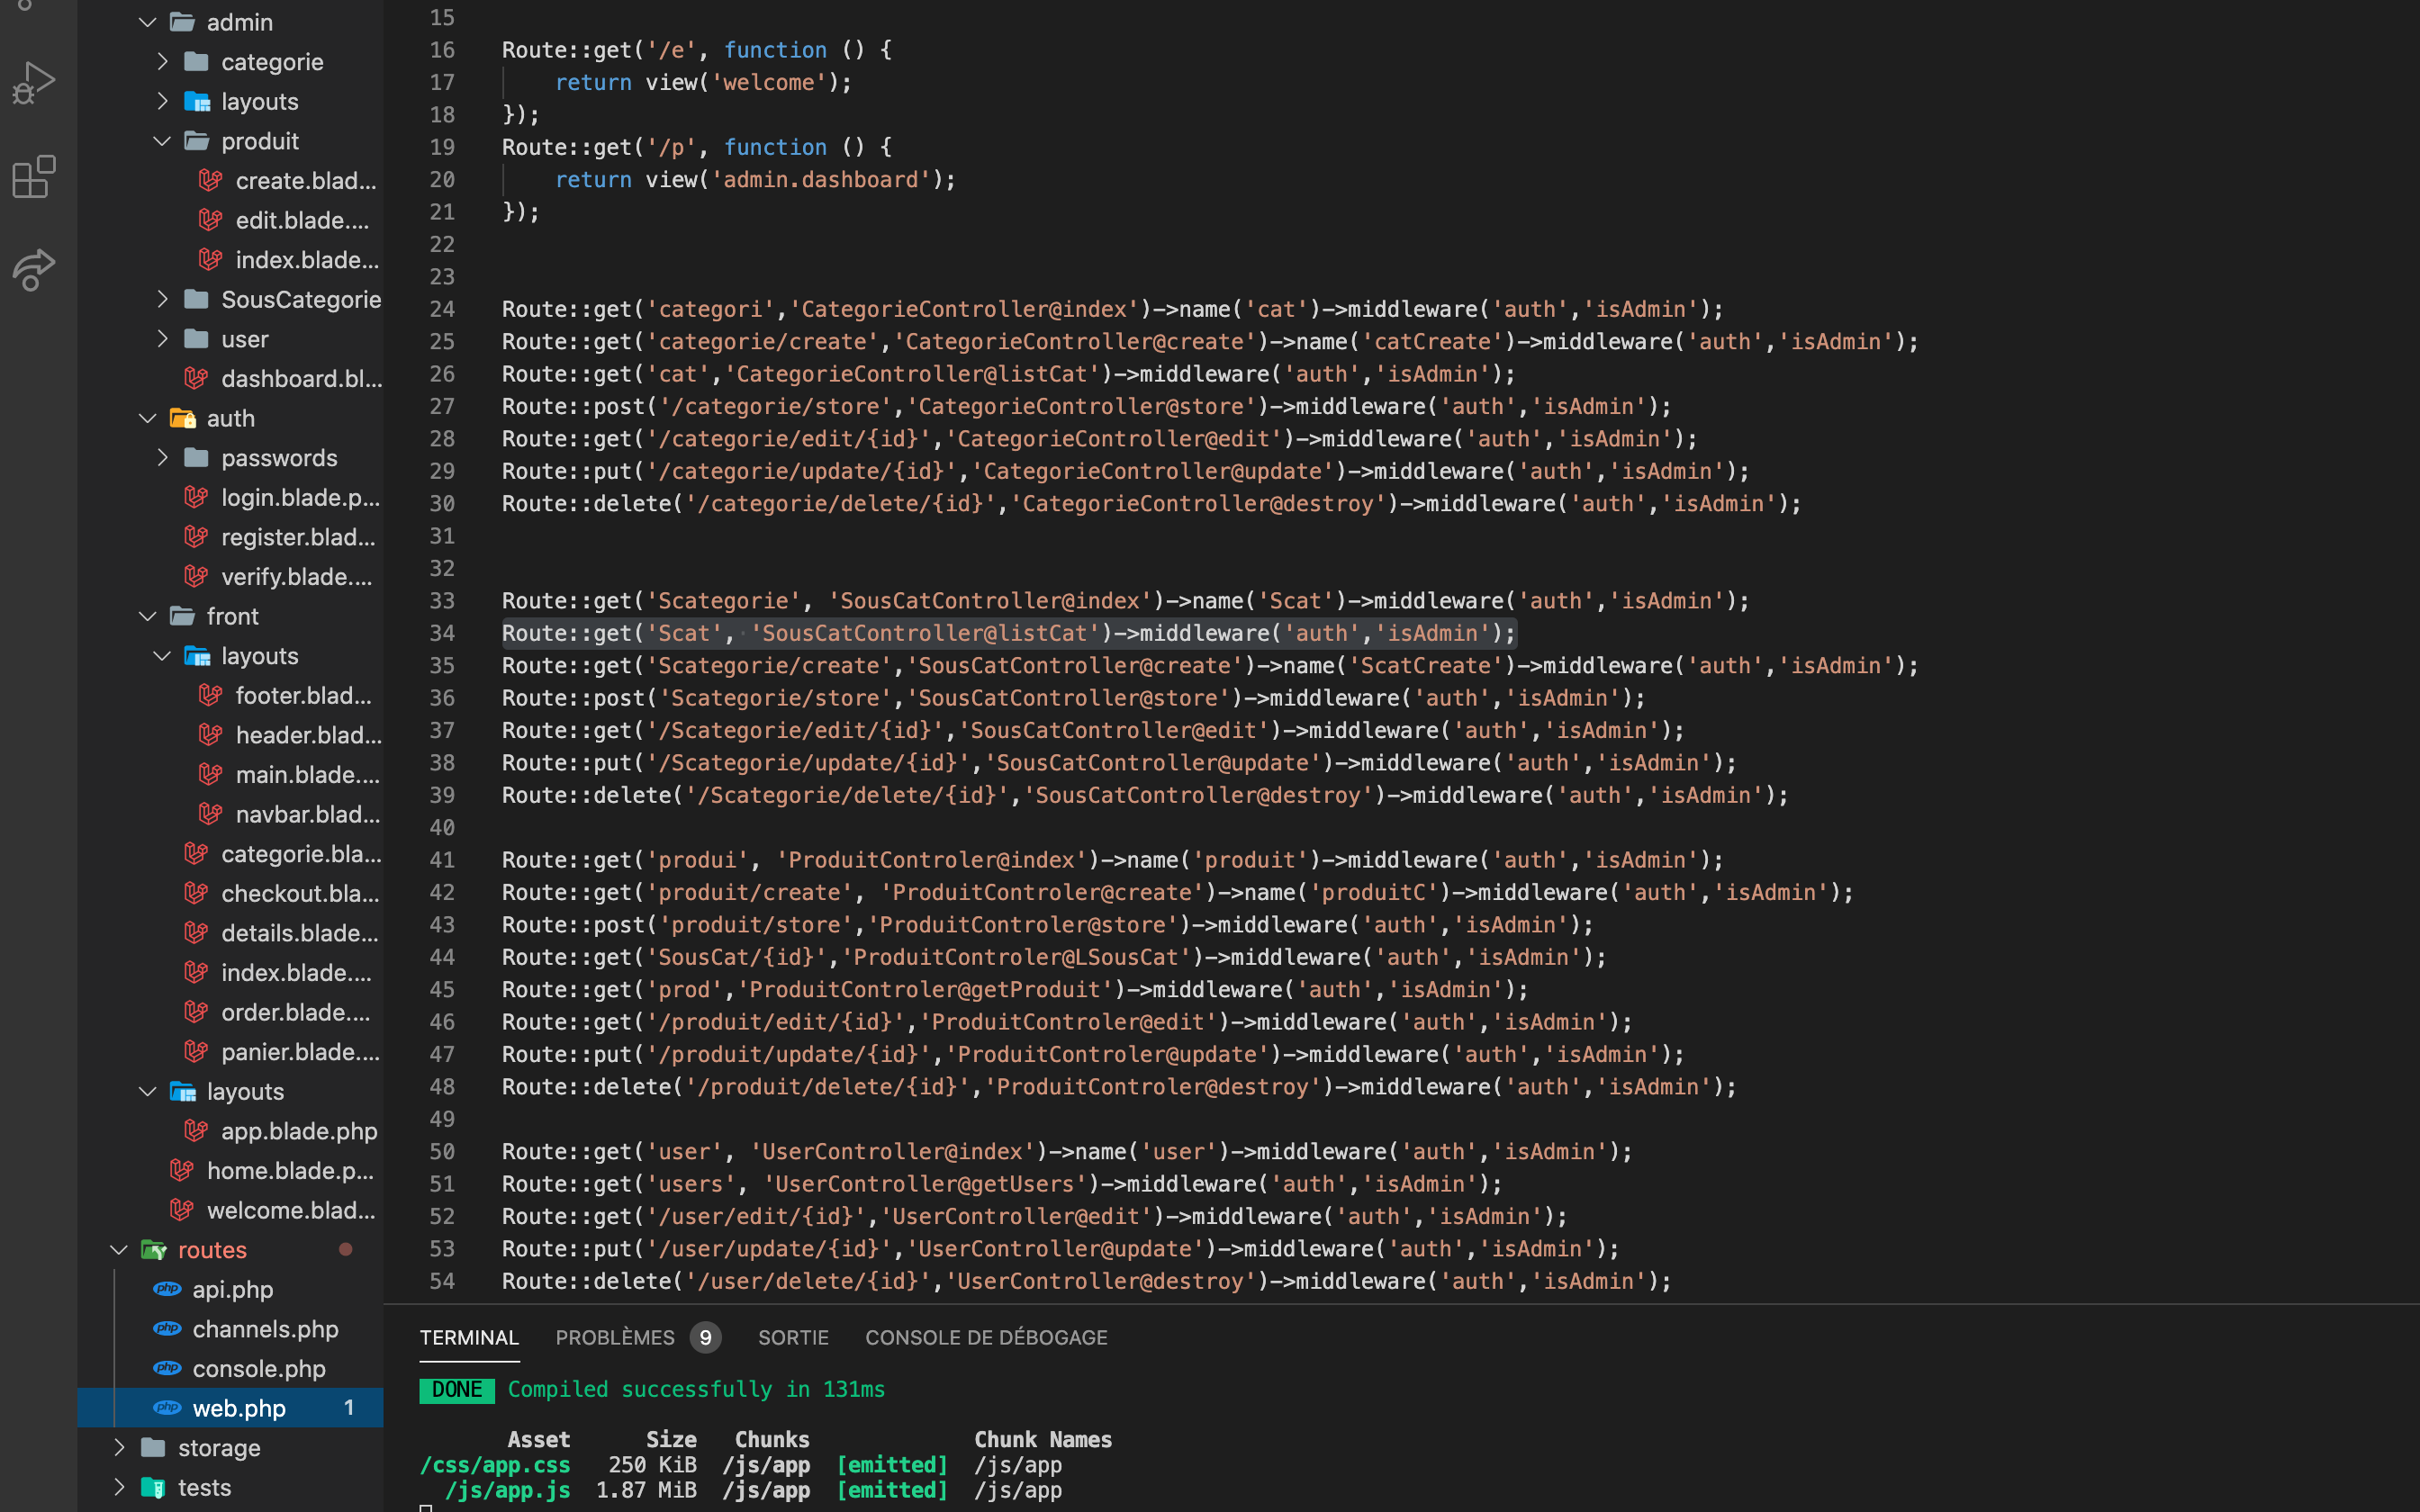 admin
categorie
layouts
produit
create.blad...
edit.blade....
index.blade...
SousCategorie
user
dashboard.bl...
auth
passwords
login.blade.p...
register.blad...
verify.blade....
front
layouts
footer.blad...
header.blad...
main.blade....
navbar.blad...
categorie.bla...
checkout.bla...
details.blade...
index.blade....
order.blade....
panier.blade....
layouts
app.blade.php
home.blade.p...
welcome.blad...
routes
php api.php
php channels.php
php console.php
php web.php 1
storage
tests
15
16 Route::get('/e', function () {
17 return view('welcome');
18 });
19 Route::get('/p', function () {
20 return view('admin.dashboard');
21 });
22
23
24 Route::get('categori','CategorieController@index')->name('cat')->middleware('auth','isAdmin');
25 Route::get('categorie/create','CategorieController@create')->name('catCreate')->middleware('auth','isAdmin');
26 Route::get('cat','CategorieController@listCat')->middleware('auth','isAdmin');
27 Route::post('/categorie/store','CategorieController@store')->middleware('auth','isAdmin');
28 Route::get('/categorie/edit/{id}','CategorieController@edit')->middleware('auth','isAdmin');
29 Route::put('/categorie/update/{id}','CategorieController@update')->middleware('auth','isAdmin');
30 Route::delete('/categorie/delete/{id}','CategorieController@destroy')->middleware('auth','isAdmin');
31
32
33 Route::get('Scategorie', 'SousCatController@index')->name('Scat')->middleware('auth','isAdmin');
34 Route::get('Scat', 'SousCatController@listCat')->middleware('auth','isAdmin');
35 Route::get('Scategorie/create','SousCatController@create')->name('ScatCreate')->middleware('auth','isAdmin');
36 Route::post('Scategorie/store','SousCatController@store')->middleware('auth','isAdmin');
37 Route::get('/Scategorie/edit/{id}','SousCatController@edit')->middleware('auth','isAdmin');
38 Route::put('/Scategorie/update/{id}','SousCatController@update')->middleware('auth','isAdmin');
39 Route::delete('/Scategorie/delete/{id}','SousCatController@destroy')->middleware('auth','isAdmin');
40
41 Route::get('produi', 'ProduitControler@index')->name('produit')->middleware('auth','isAdmin');
42 Route::get('produit/create', 'ProduitControler@create')->name('produitC')->middleware('auth','isAdmin');
43 Route::post('produit/store','ProduitControler@store')->middleware('auth','isAdmin');
44 Route::get('SousCat/{id}','ProduitControler@LSousCat')->middleware('auth','isAdmin');
45 Route::get('prod','ProduitControler@getProduit')->middleware('auth','isAdmin');
46 Route::get('/produit/edit/{id}','ProduitControler@edit')->middleware('auth','isAdmin');
47 Route::put('/produit/update/{id}','ProduitControler@update')->middleware('auth','isAdmin');
48 Route::delete('/produit/delete/{id}','ProduitControler@destroy')->middleware('auth','isAdmin');
49
50 Route::get('user', 'UserController@index')->name('user')->middleware('auth','isAdmin');
51 Route::get('users', 'UserController@getUsers')->middleware('auth','isAdmin');
52 Route::get('/user/edit/{id}','UserController@edit')->middleware('auth','isAdmin');
53 Route::put('/user/update/{id}','UserController@update')->middleware('auth','isAdmin');
54 Route::delete('/user/delete/{id}','UserController@destroy')->middleware('auth','isAdmin');
TERMINAL PROBLÈMES 9 SORTIE CONSOLE DE DÉBOGAGE
DONE Compiled successfully in 131ms
Asset Size Chunks Chunk Names
/css/app.css 250 KiB /js/app [emitted] /js/app
/js/app.js 1.87 MiB /js/app [emitted] /js/app